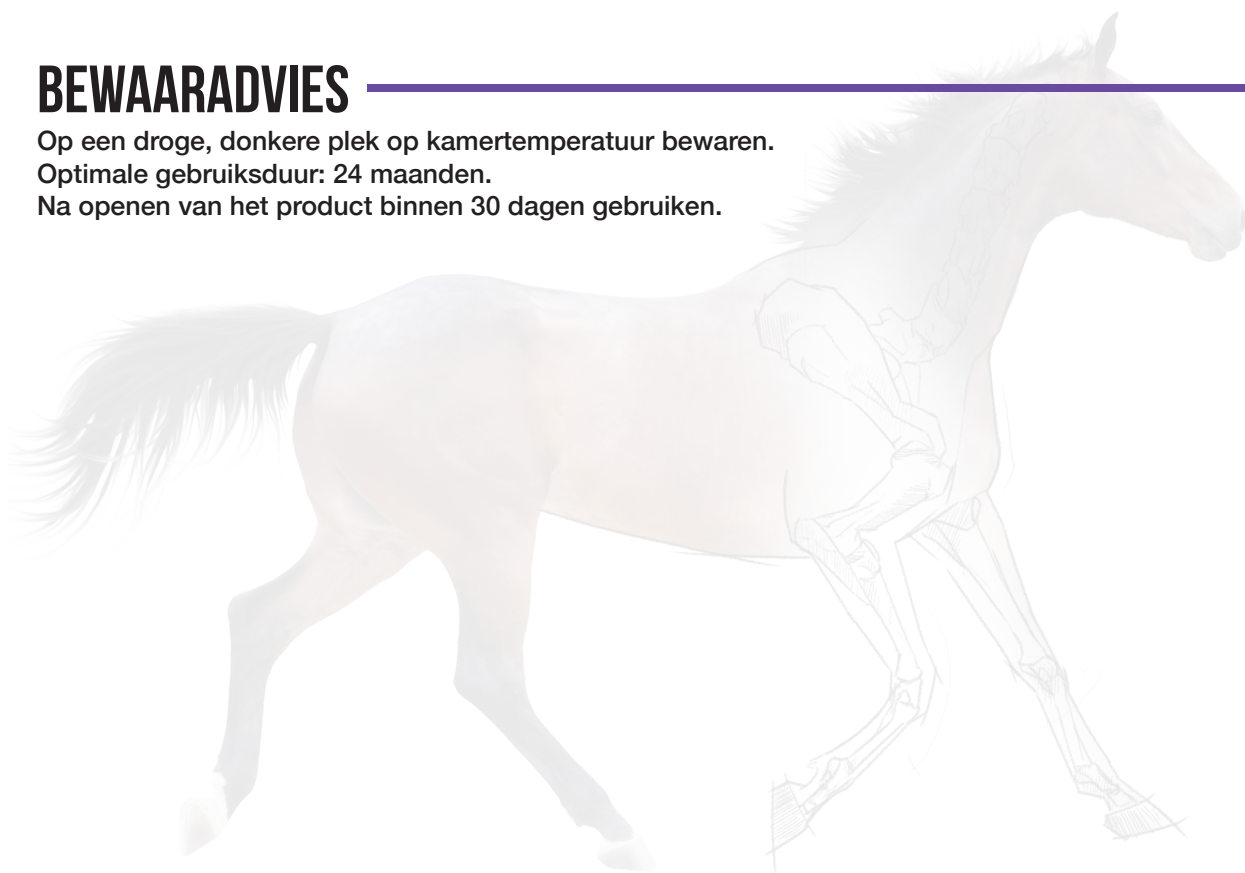 BEWAARADVIES
Op een droge, donkere plek op kamertemperatuur bewaren.
Optimale gebruiksduur: 24 maanden.
Na openen van het product binnen 30 dagen gebruiken.